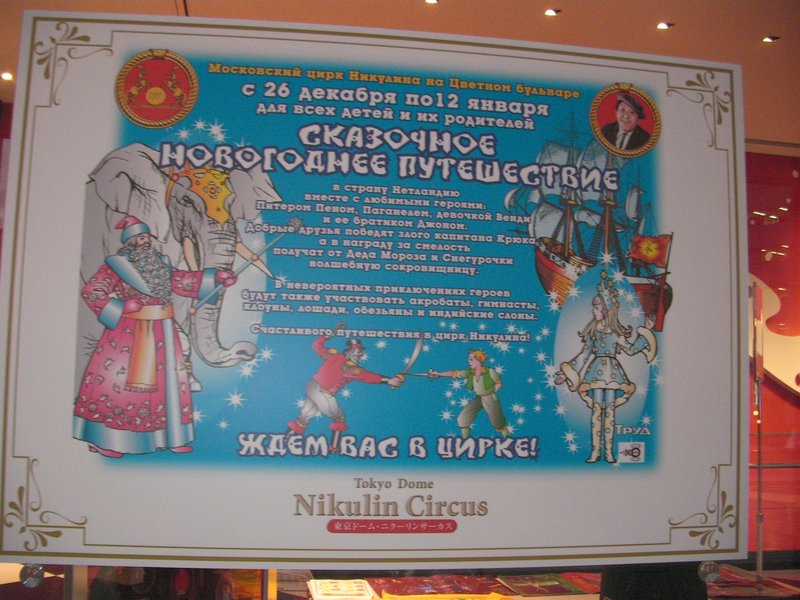 Московский цирк Никулина на Цветном бульваре
с 26 декабря по 12 января
для всех детей и их родителей
СКАЗОЧНОЕ
НОВОГОДНЕЕ ПУТЕШЕСТВИЕ
в страну Нетландию
вместе с любимыми героями:
Питером Пеном, Паганелем, девочкой Венди
и ее братиком Джоном.
Добрые друзья победят злого капитана Крюка,
а в награду за смелость
получат от Деда Мороза и Снегурочки
волшебную сокровищницу.
В невероятных приключениях героев
будут также участвовать акробаты, гимнасты,
клоуны, лошади, обезьяны и индийские слоны.
Счастливого путешествия в цирк Никулина!
ЖДЕМ ВАС В ЦИРКЕ!
Труд
Tokyo Dome
Nikulin Circus
東京ドーム・ニクーリンサーカス